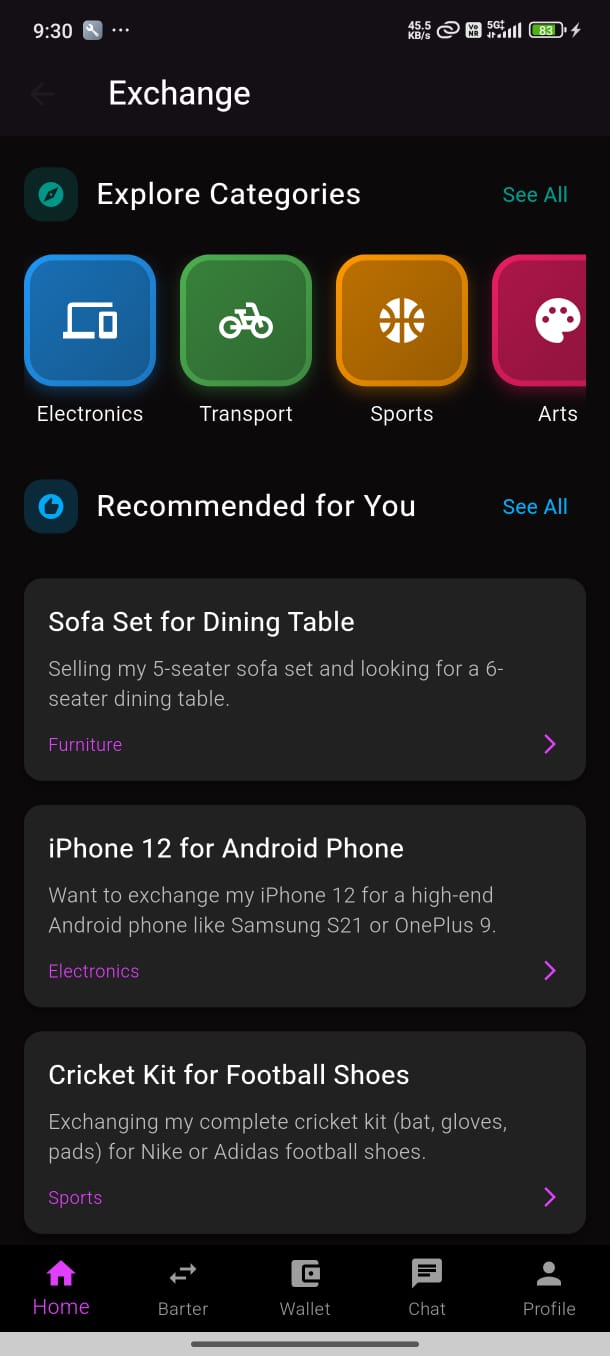 9:30 ...
45.5 KB/s Vo NR 5G 83
Exchange
Explore Categories See All
Electronics Transport Sports Arts
Recommended for You See All
Sofa Set for Dining Table
Selling my 5-seater sofa set and looking for a 6-
seater dining table.
Furniture
iPhone 12 for Android Phone
Want to exchange my iPhone 12 for a high-end
Android phone like Samsung S21 or OnePlus 9.
Electronics
Cricket Kit for Football Shoes
Exchanging my complete cricket kit (bat, gloves,
pads) for Nike or Adidas football shoes.
Sports
Home Barter Wallet Chat Profile